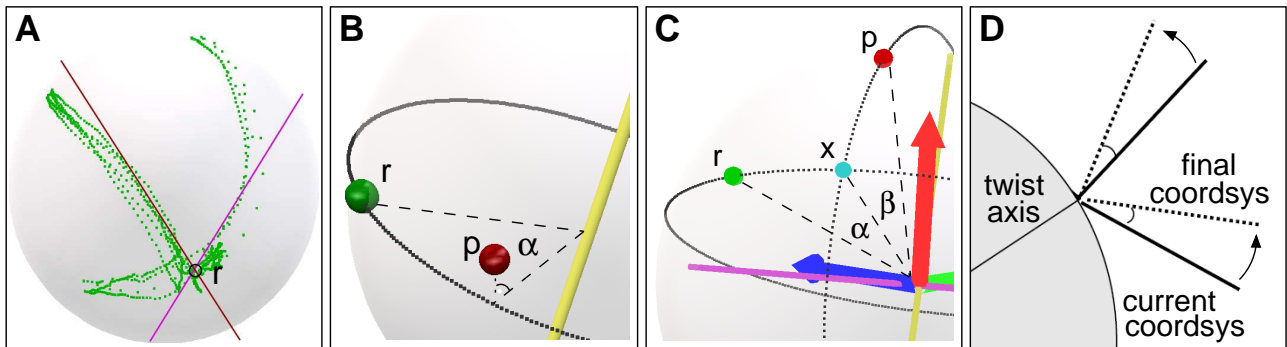 A
r
B
r
p
α
C
p
r
x
α
β
D
twist
axis
final
coordsys
current
coordsys